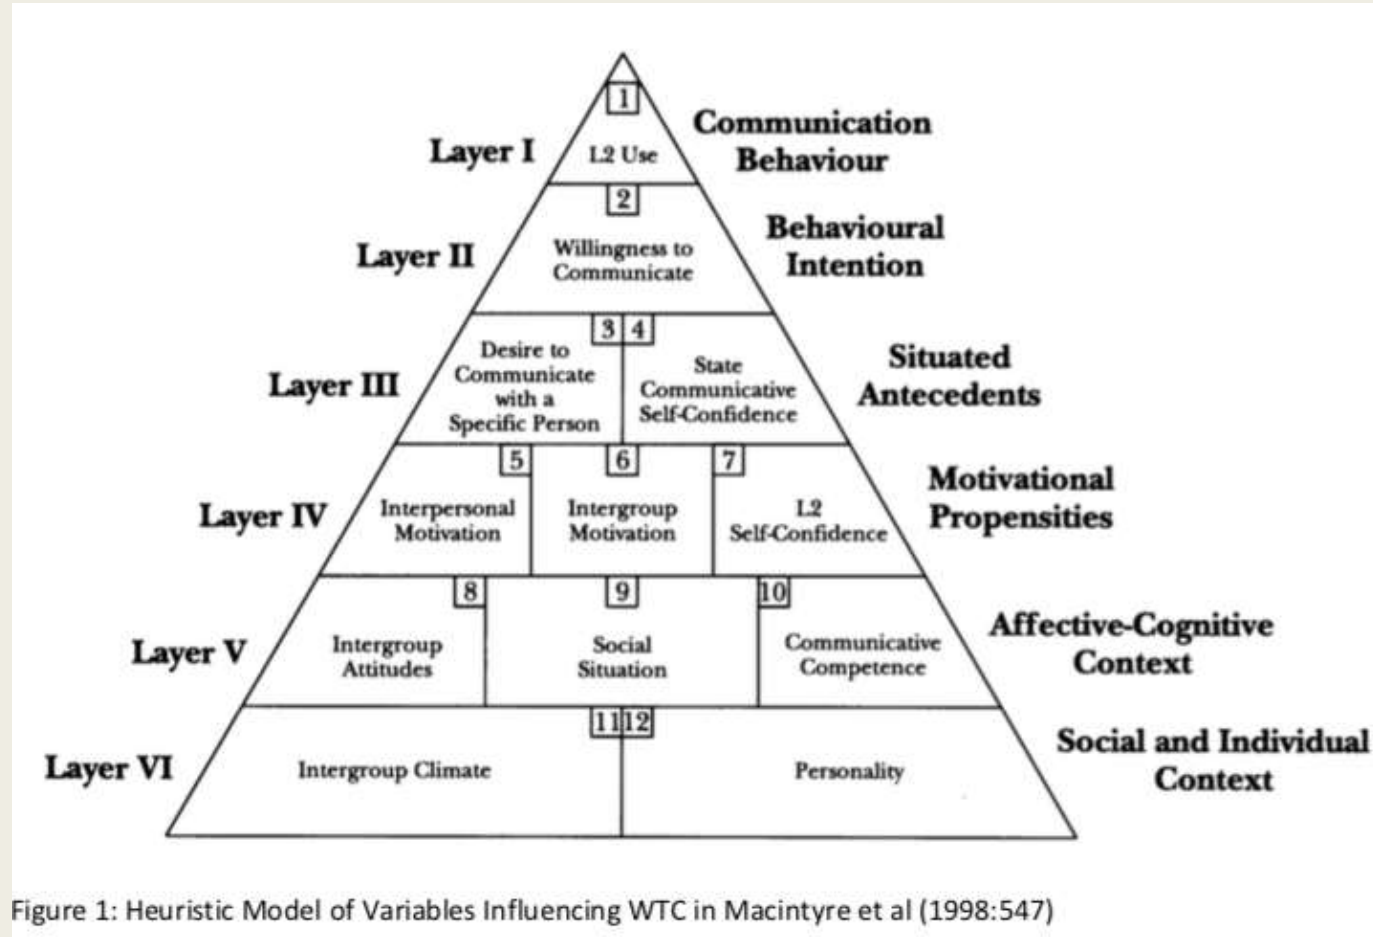 1
Layer I
L2 Use
Communication
Behaviour
2
Layer II
Willingness to
Communicate
Behavioural
Intention
3 4
Layer III
Desire to
Communicate
with a
Specific Person
State
Communicative
Self-Confidence
Situated
Antecedents
5 6 7
Layer IV
Interpersonal
Motivation
Intergroup
Motivation
L2
Self-Confidence
Motivational
Propensities
8 9 10
Layer V
Intergroup
Attitudes
Social
Situation
Communicative
Competence
Affective-Cognitive
Context
11 12
Layer VI
Intergroup Climate
Personality
Social and Individual
Context
Figure 1: Heuristic Model of Variables Influencing WTC in Macintyre et al (1998:547)